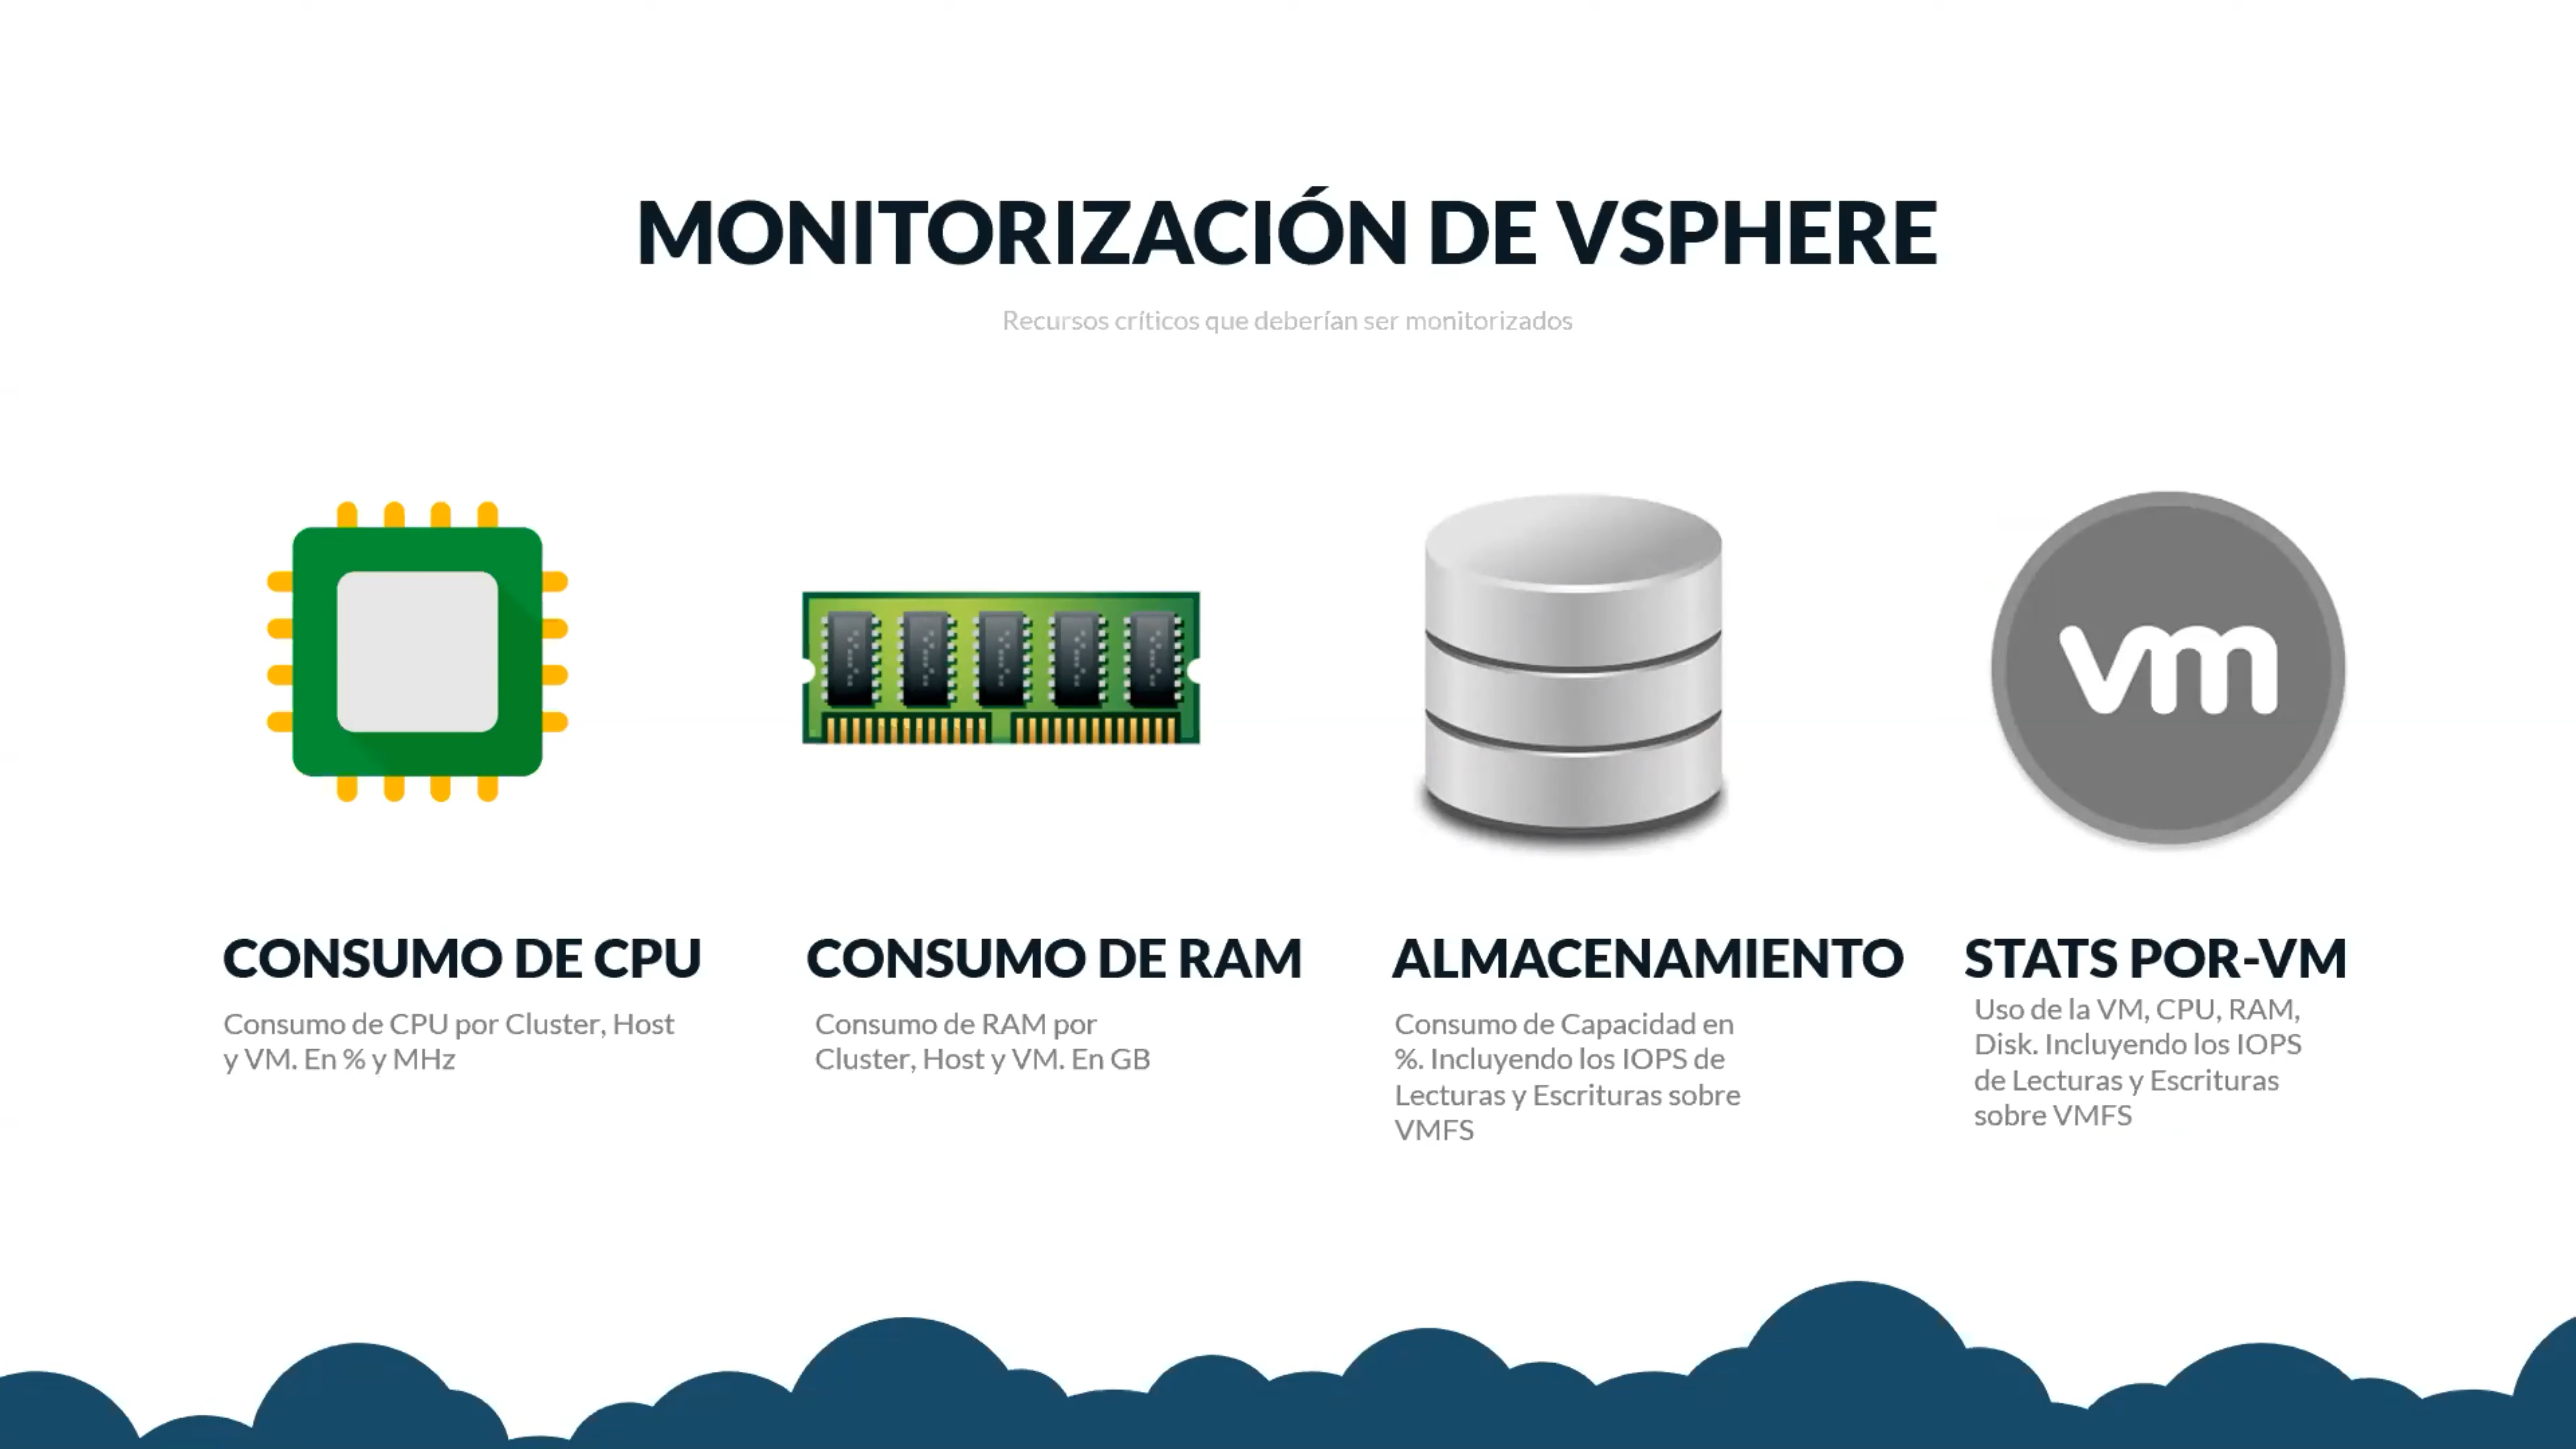 MONITORIZACIÓN DE VSPHERE
Recursos críticos que deberían ser monitorizados
vm
CONSUMO DE CPU
Consumo de CPU por Cluster, Host
y VM. En % y MHz
CONSUMO DE RAM
Consumo de RAM por
Cluster, Host y VM. En GB
ALMACENAMIENTO
Consumo de Capacidad en
%. Incluyendo los IOPS de
Lecturas y Escrituras sobre
VMFS
STATS POR-VM
Uso de la VM, CPU, RAM,
Disk. Incluyendo los IOPS
de Lecturas y Escrituras
sobre VMFS